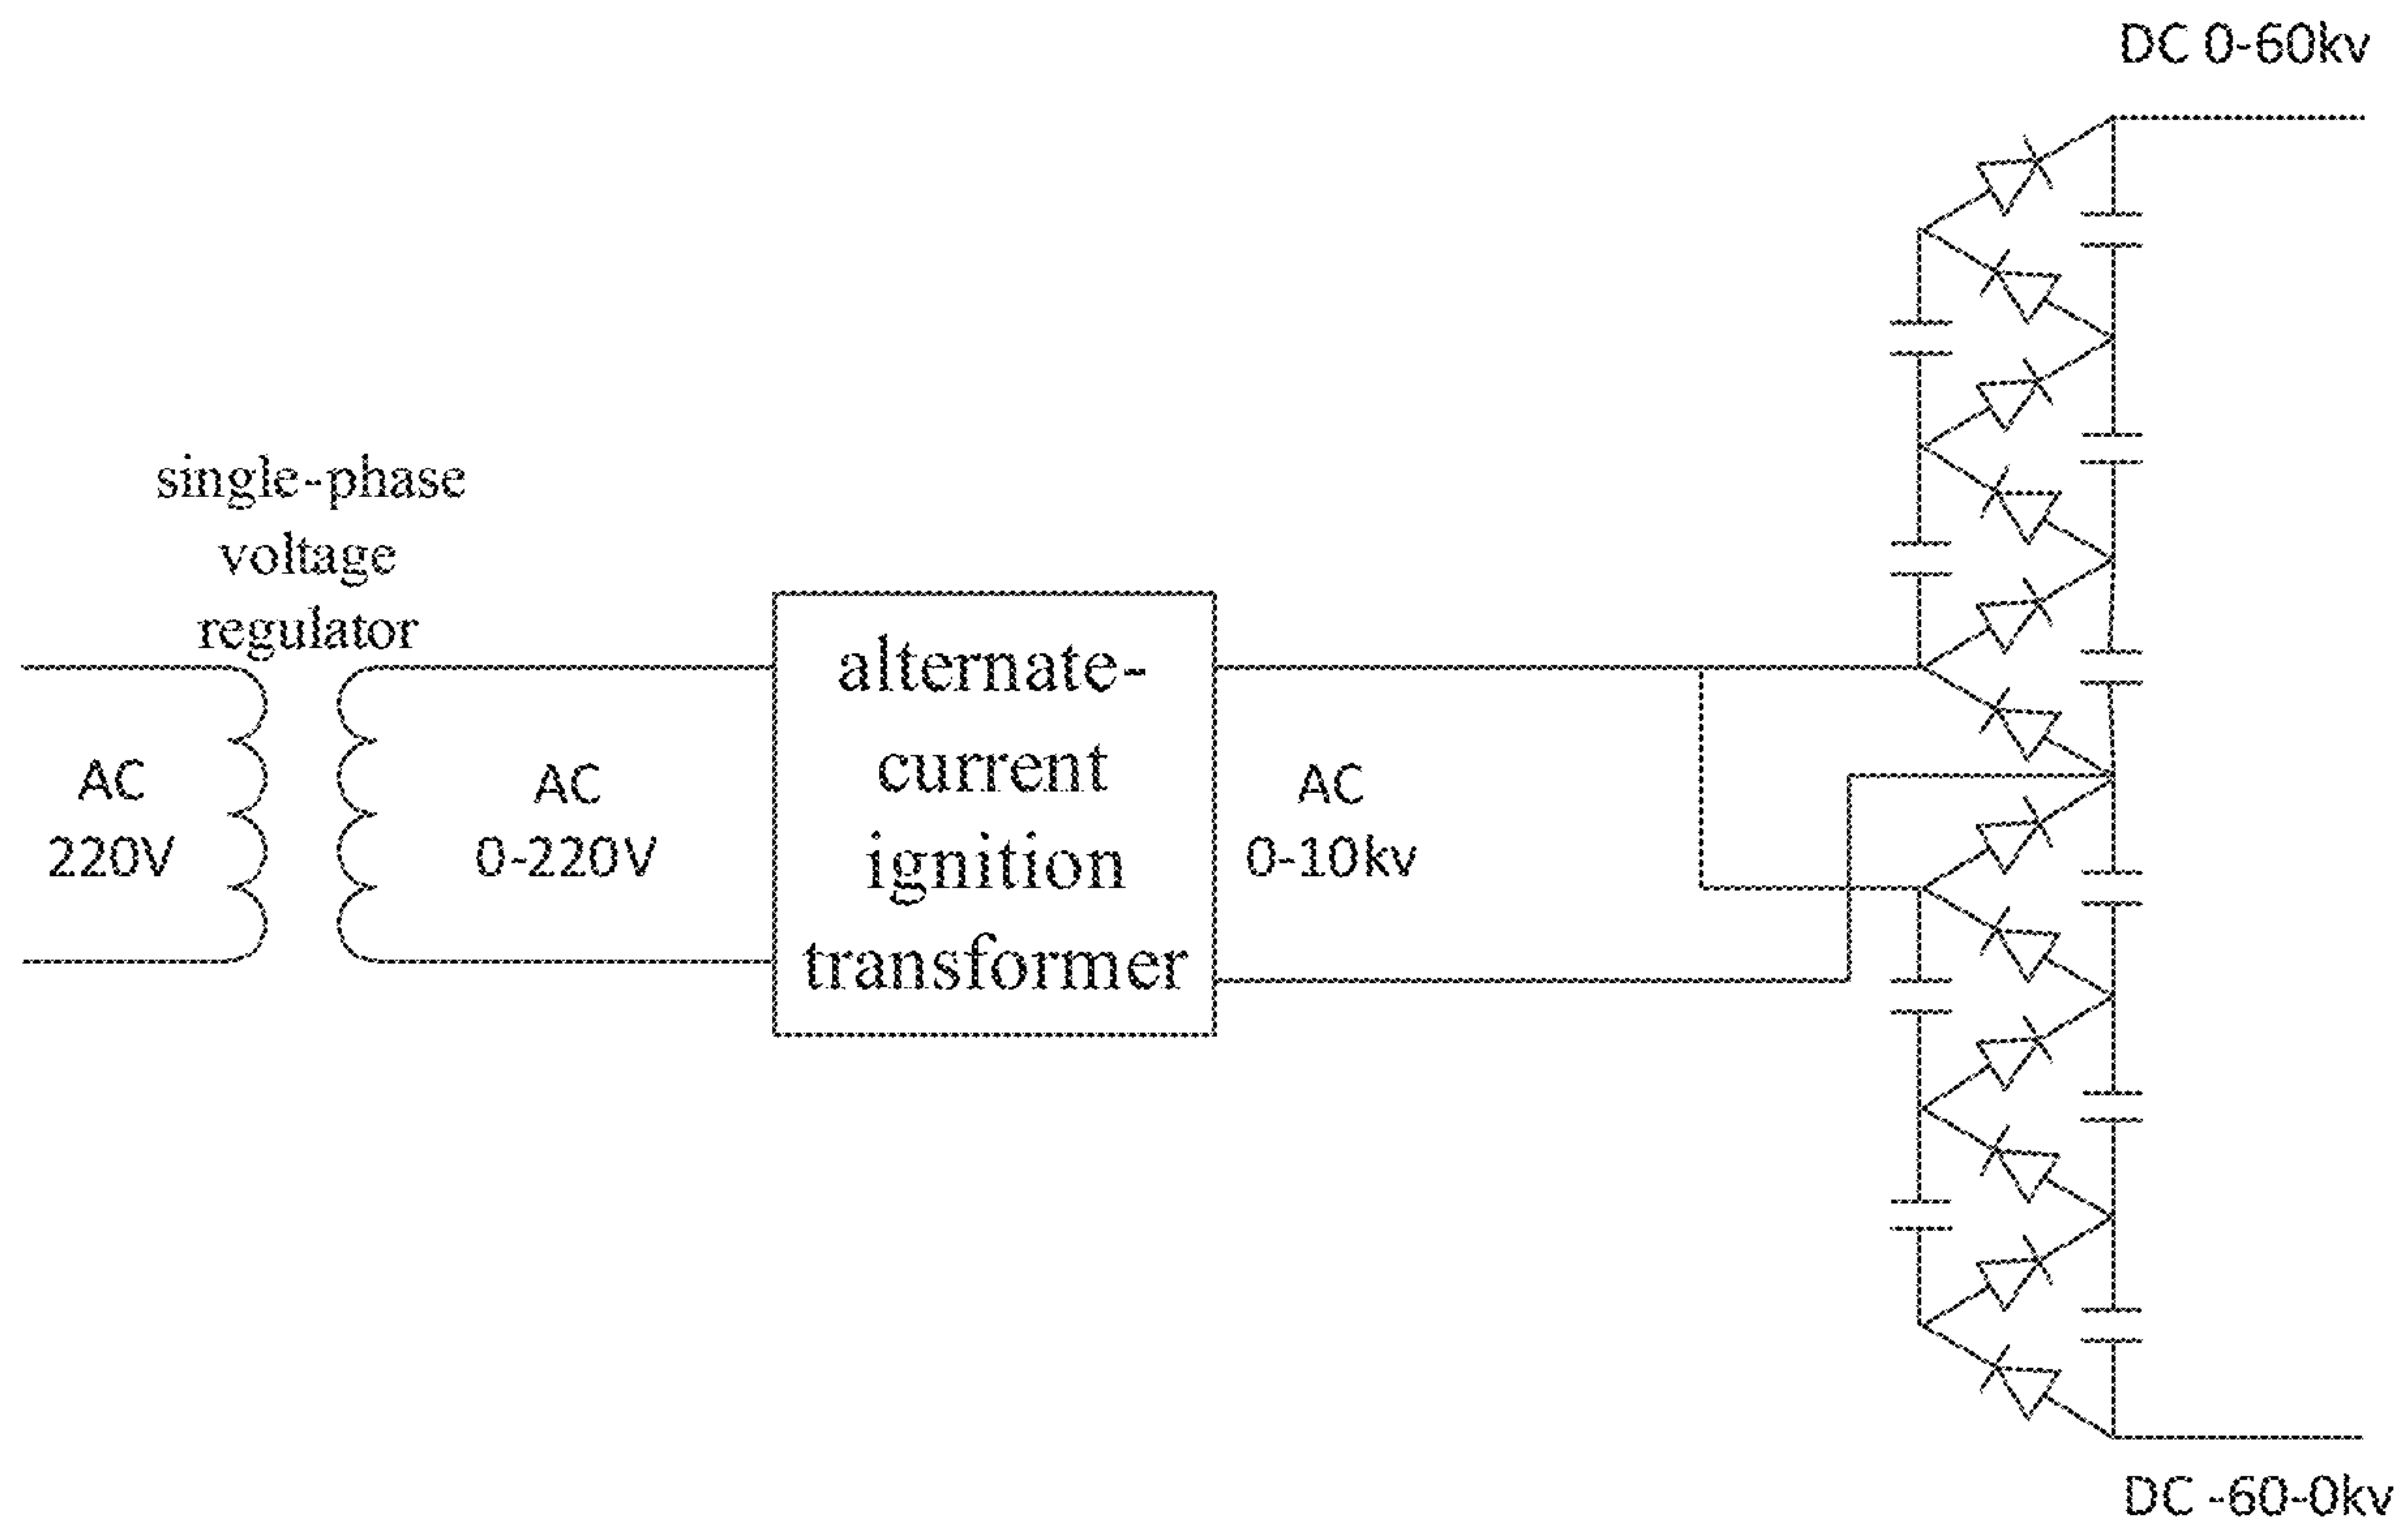 DC 0-60kv
single-phase
voltage
regulator
AC
220V
AC
0-220V
alternate-
current
ignition
transformer
AC
0-10kv
DC -60-0kv